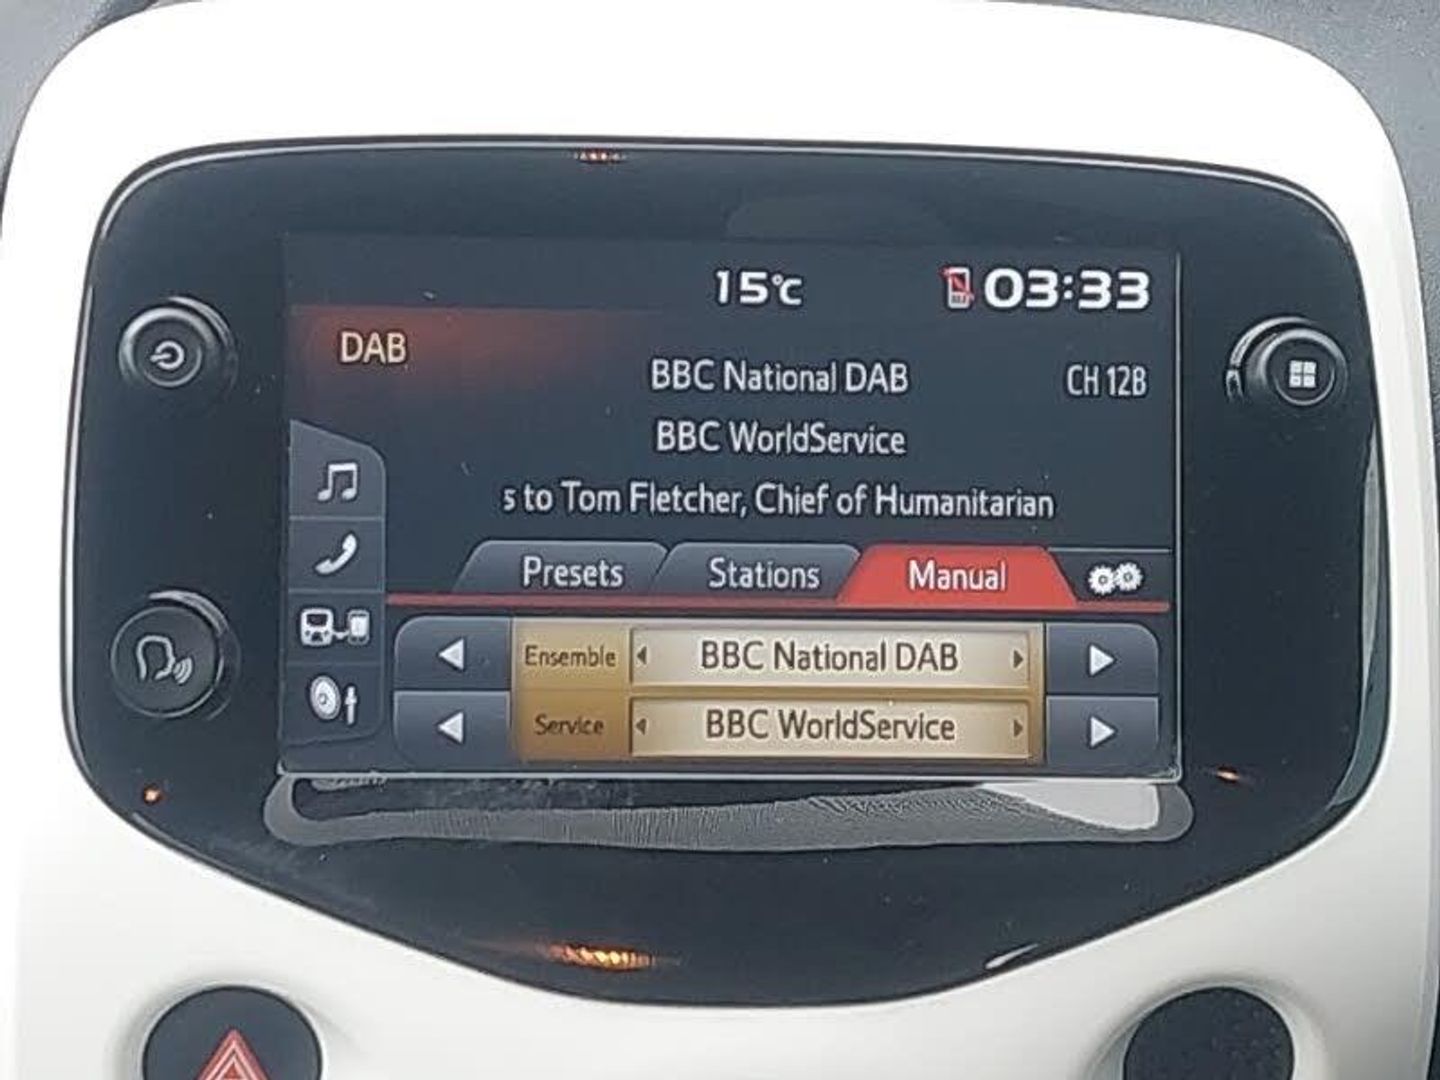 15°C 03:33
DAB
BBC National DAB CH 12B
BBC WorldService
s to Tom Fletcher, Chief of Humanitarian
Presets Stations Manual
Ensemble BBC National DAB
Service BBC WorldService